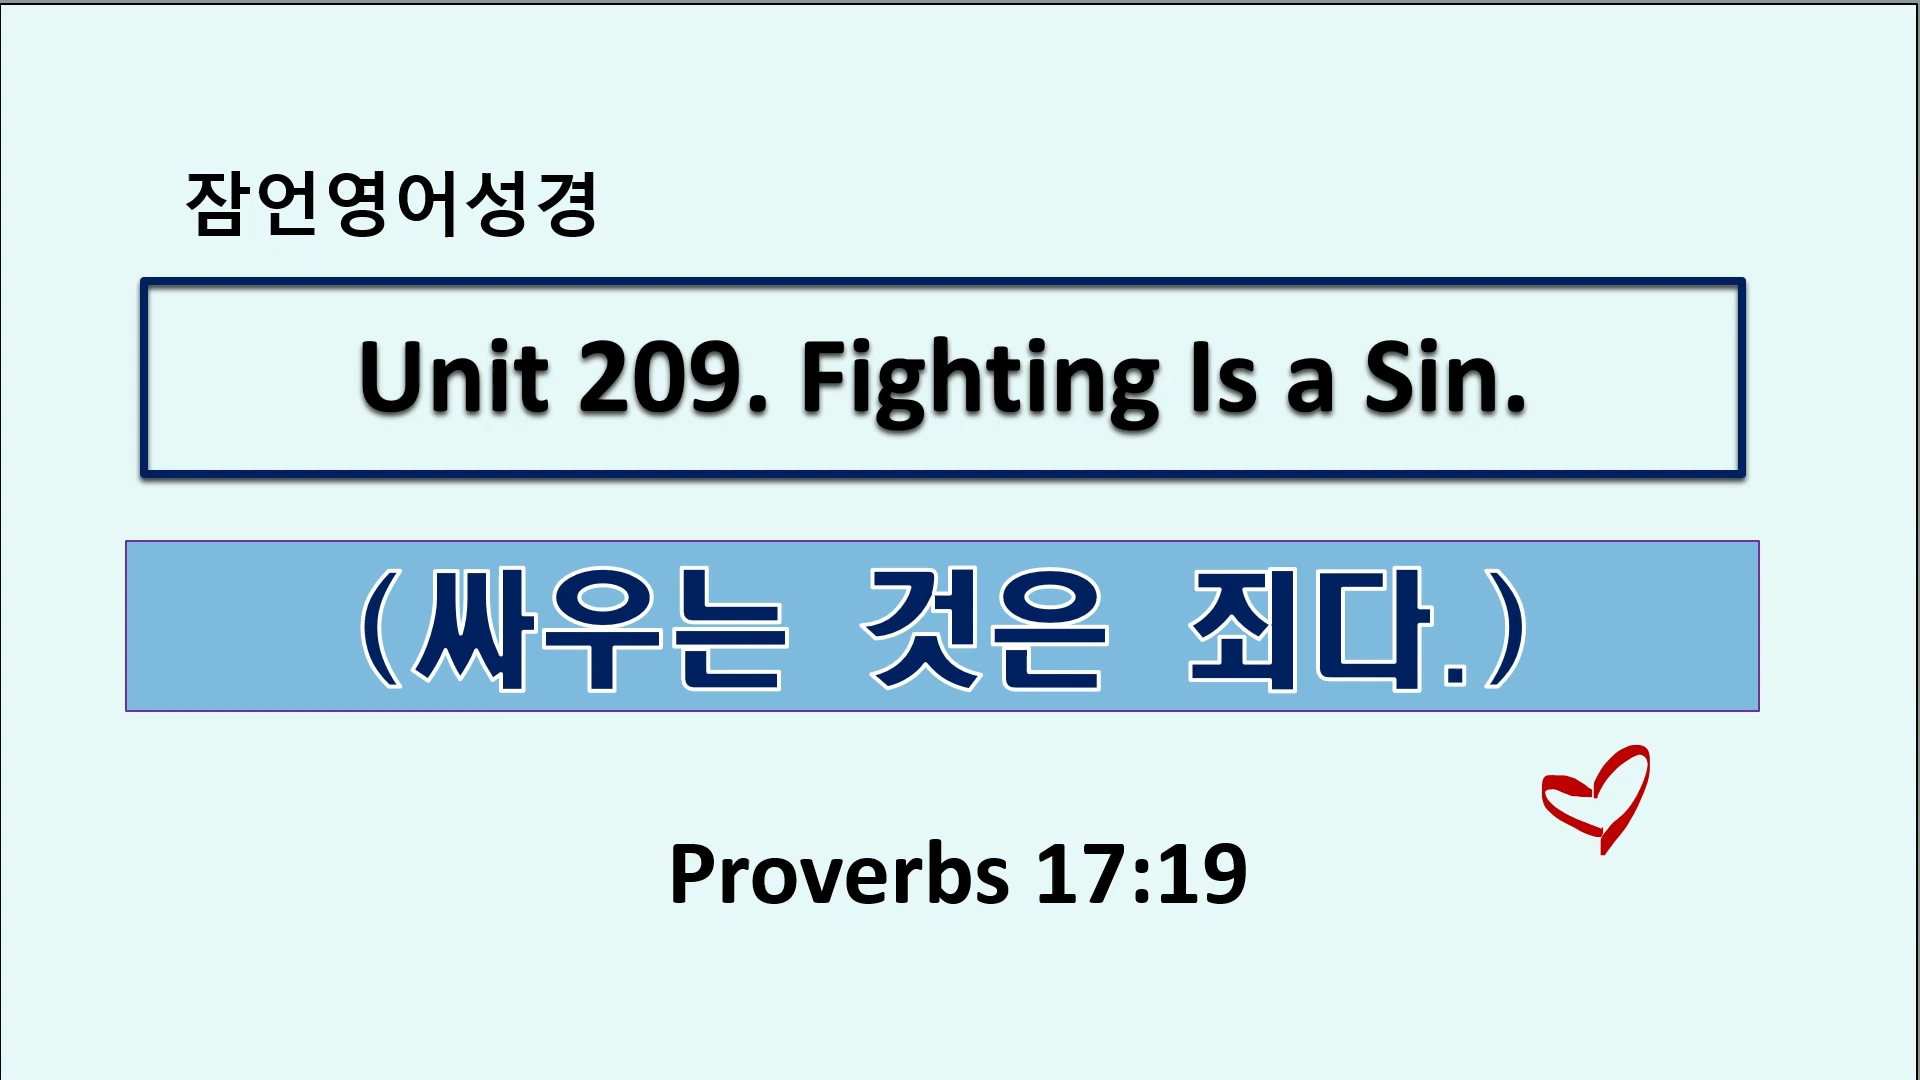 잠언영어성경
Unit 209. Fighting Is a Sin.
(싸우는 것은 죄다.)
Proverbs 17:19